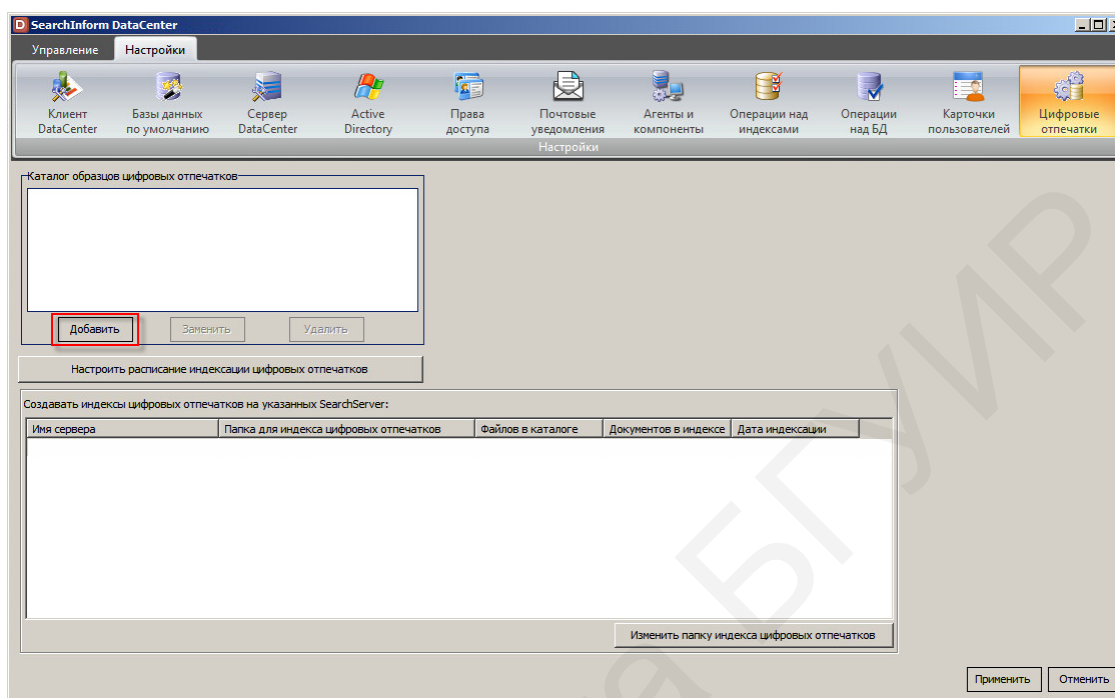 SearchInform DataCenter
Управление Настройки
Клиент DataCenter
Базы данных по умолчанию
Сервер DataCenter
Active Directory
Права доступа
Почтовые уведомления
Агенты и компоненты
Операции над индексами
Операции над БД
Карточки пользователей
Цифровые отпечатки
Настройки
Каталог образцов цифровых отпечатков
Добавить Заменить Удалить
Настроить расписание индексации цифровых отпечатков
Создавать индексы цифровых отпечатков на указанных SearchServer:
Имя сервера Папка для индекса цифровых отпечатков Файлов в каталоге Документов в индексе Дата индексации
Изменить папку индекса цифровых отпечатков
Применить Отменить
БГУИР